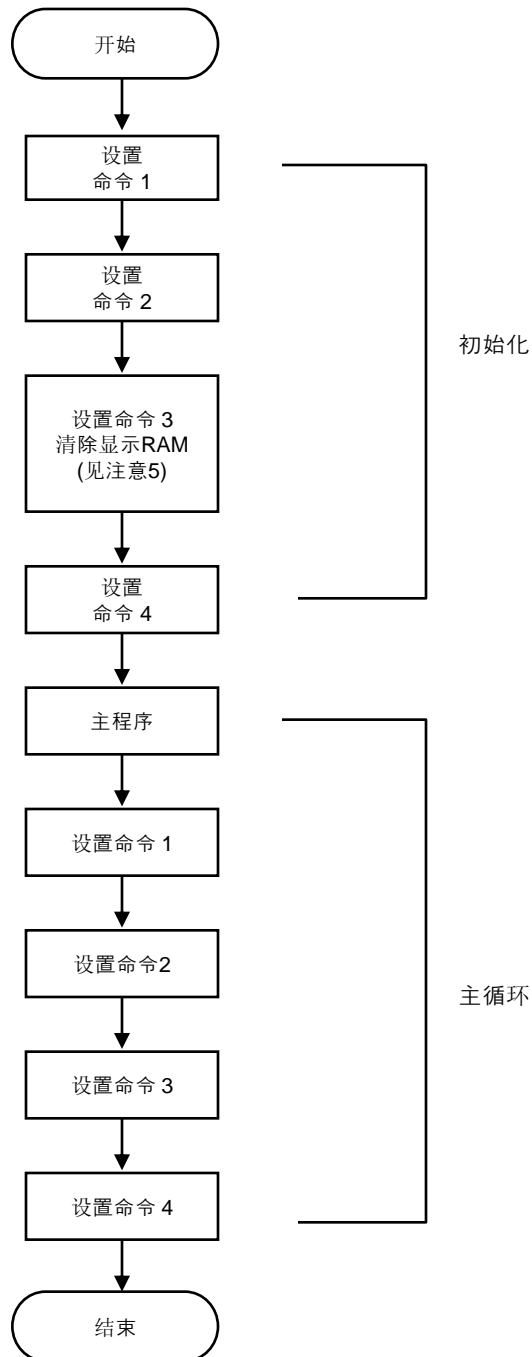 开始
设置
命令 1
设置
命令 2
设置命令 3
清除显示RAM
(见注意5)
设置
命令 4
初始化
主程序
设置命令 1
设置命令2
设置命令 3
设置命令 4
主循环
结束